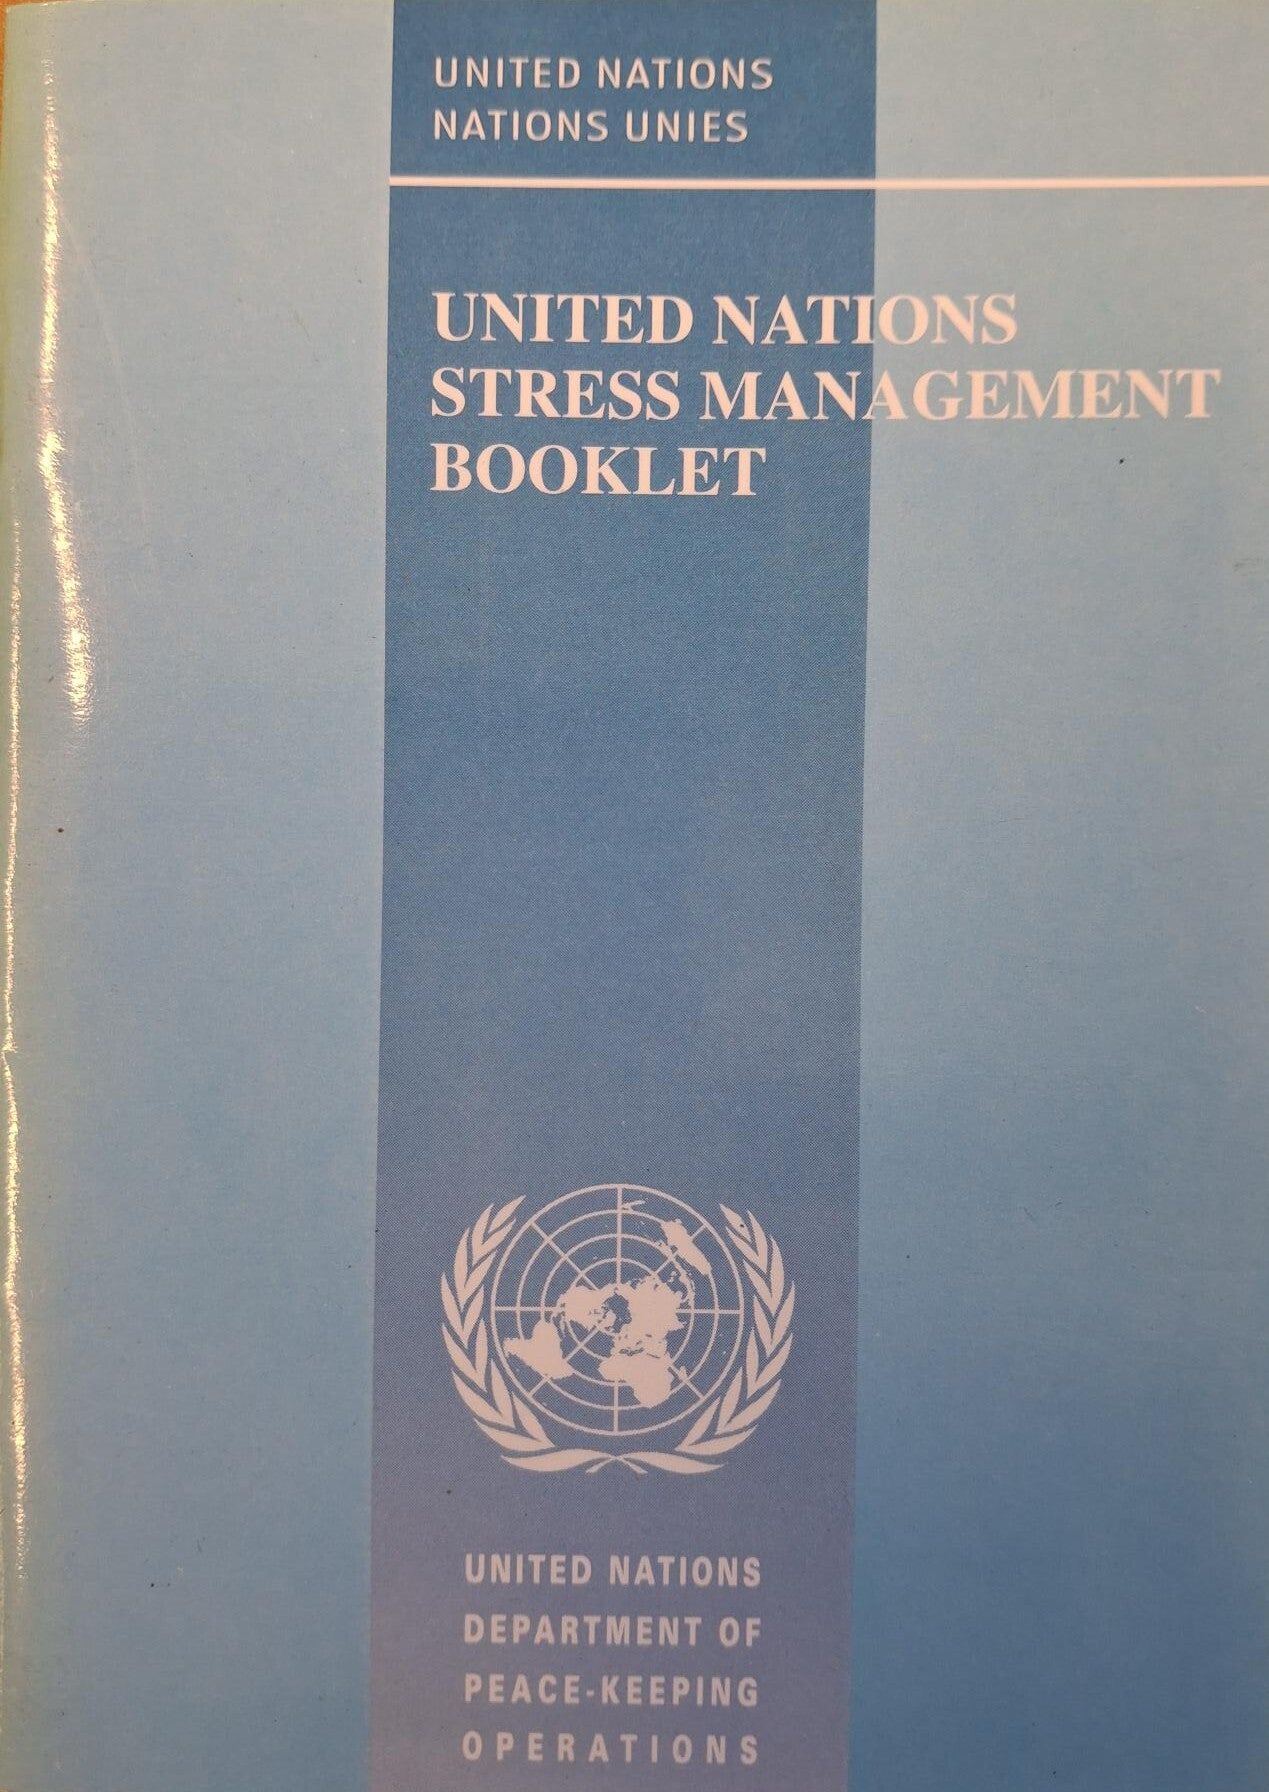 UNITED NATIONS
NATIONS UNIES
UNITED NATIONS
STRESS MANAGEMENT
BOOKLET
UNITED NATIONS
DEPARTMENT OF
PEACE-KEEPING
OPERATIONS